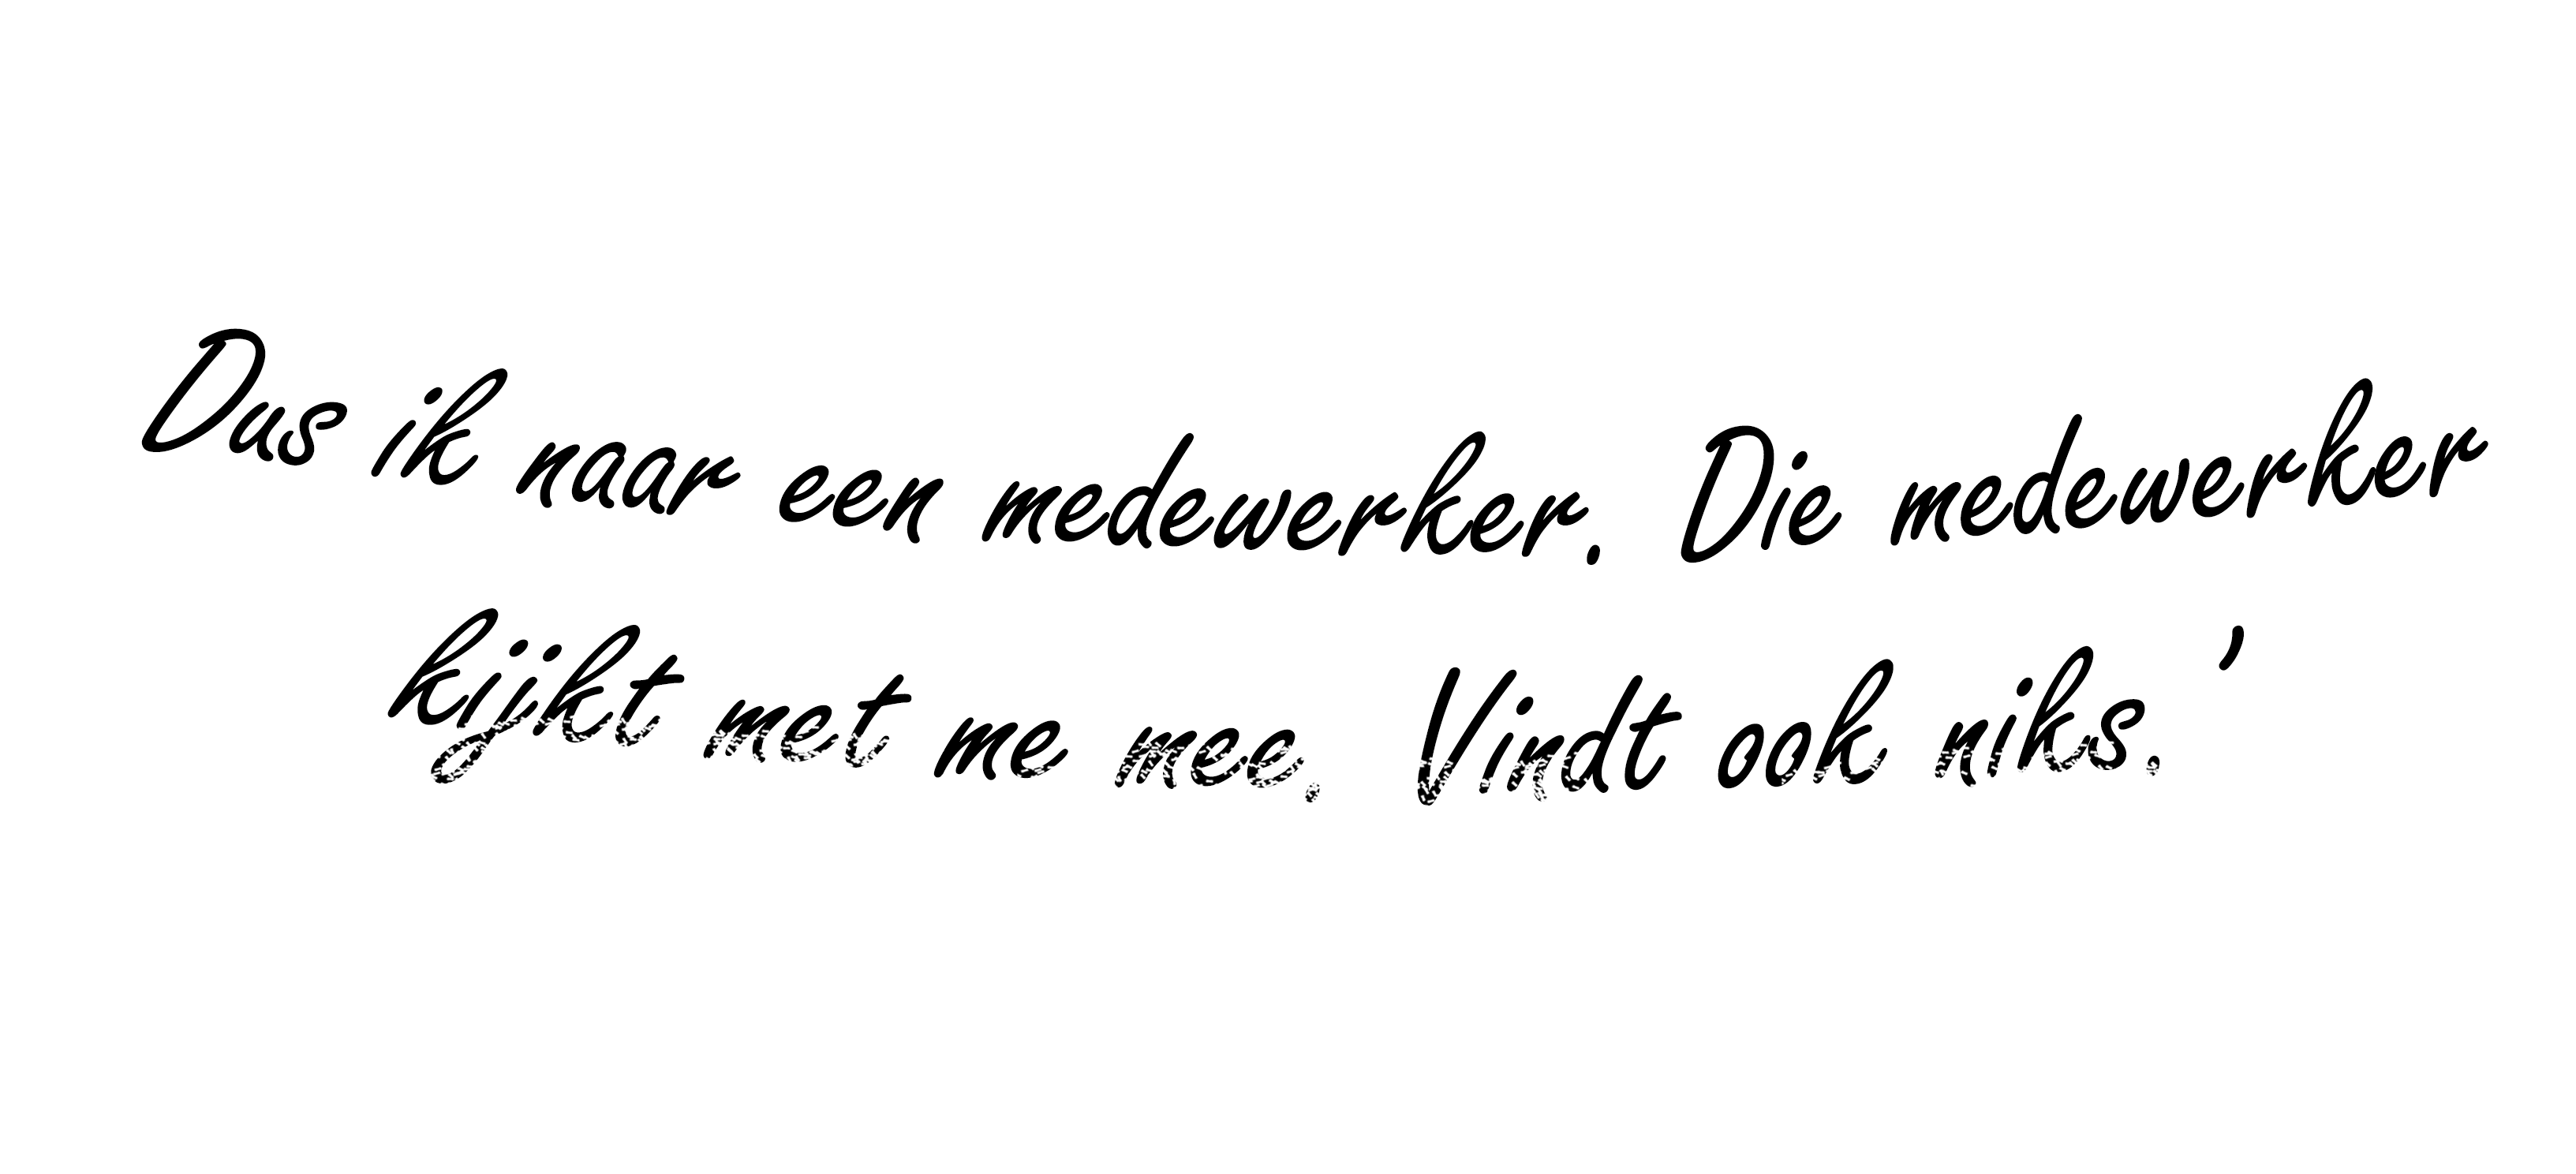 Dus ik naar een medewerker. Die medewerker
kijkt met me mee. Vindt ook niks.’